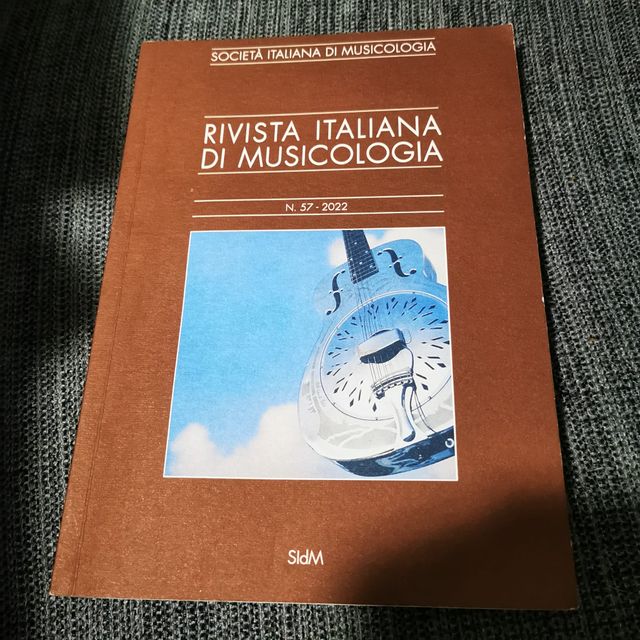 SOCIETÀ ITALIANA DI MUSICOLOGIA
RIVISTA ITALIANA
DI MUSICOLOGIA
N. 57 - 2022
SIdM